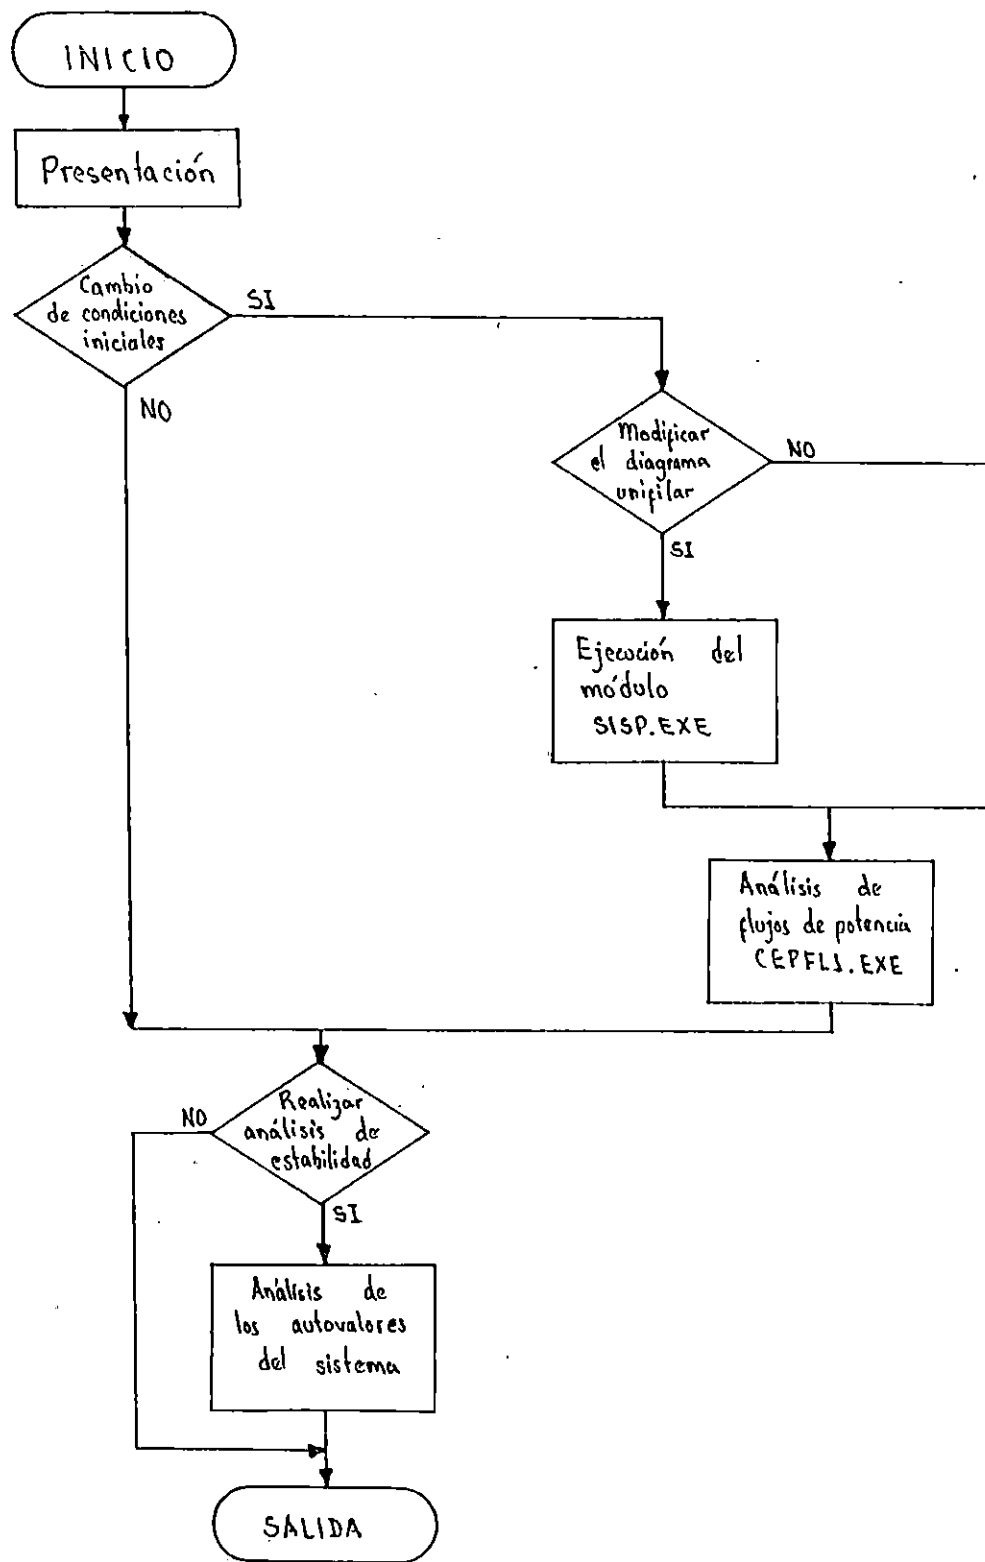 INICIO
Presentación
Cambio
de condiciones
iniciales
SI
NO
Modificar
el diagrama
unifilar
NO
SI
Ejecución del
módulo
SISP.EXE
Análisis de
flujos de potencia
CEPFLS.EXE
Realizar
análisis de
estabilidad
NO
SI
Análisis de
los autovalores
del sistema
SALIDA